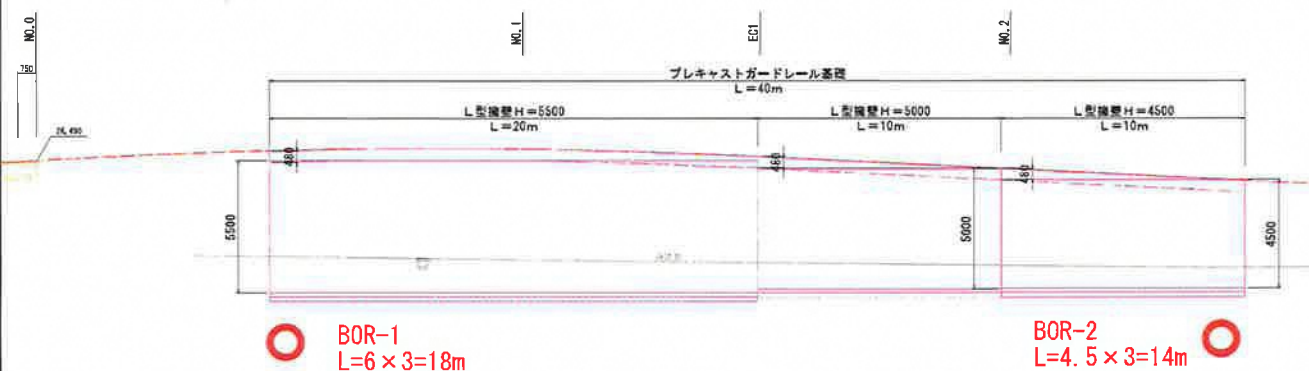 NO.0
NO.1
EC1
NO.2
750
プレキャストガードレール基礎
L=40m
L型擁壁H=5500
L型擁壁H=5000
L型擁壁H=4500
L=20m
L=10m
L=10m
480
480
480
5500
5000
4500
BOR-1
L=6×3=18m
BOR-2
L=4.5×3=14m